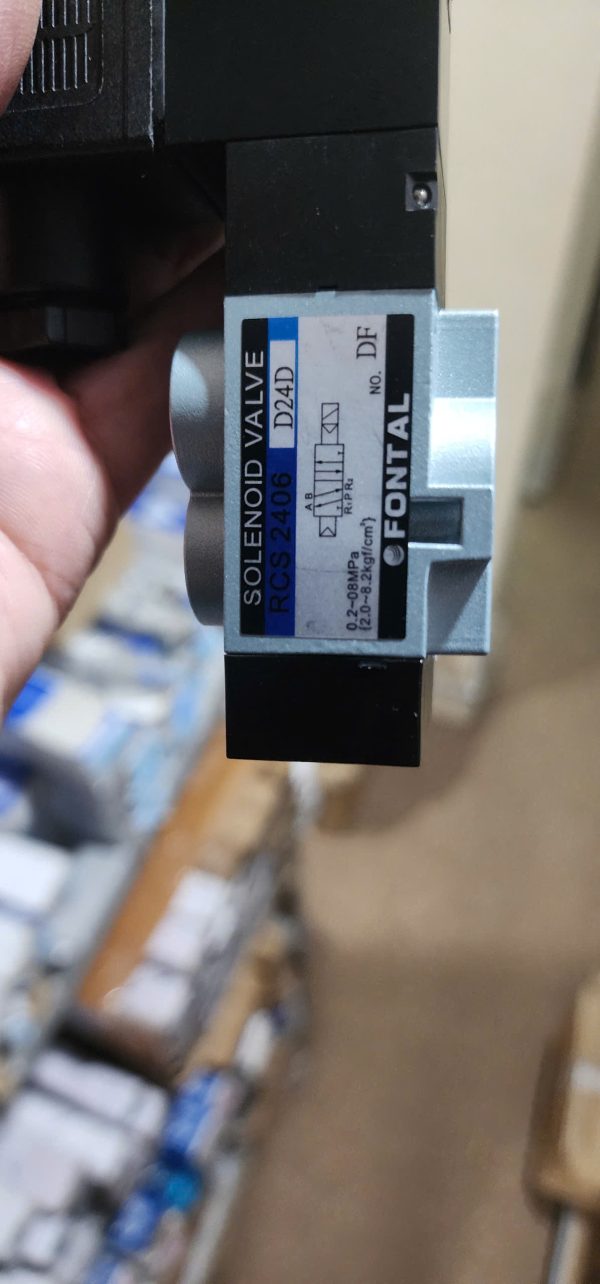 SOLENOID VALVE
RCS 2406 D24D
A B
R₁ P R₂
NO. DF
0.2~08MPa
{2.0~8.2kgf/cm²}
FONTAL